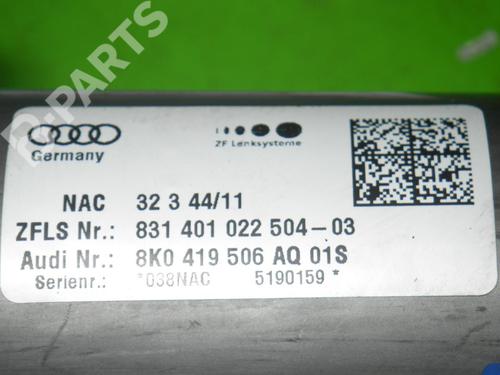 B-PARTS
Germany
ZF Lenksysteme
NAC 32 3 44/11
ZFLS Nr.: 831 401 022 504-03
Audi Nr.: 8K0 419 506 AQ 01S
Serienr.: *038NAC 5190159 *